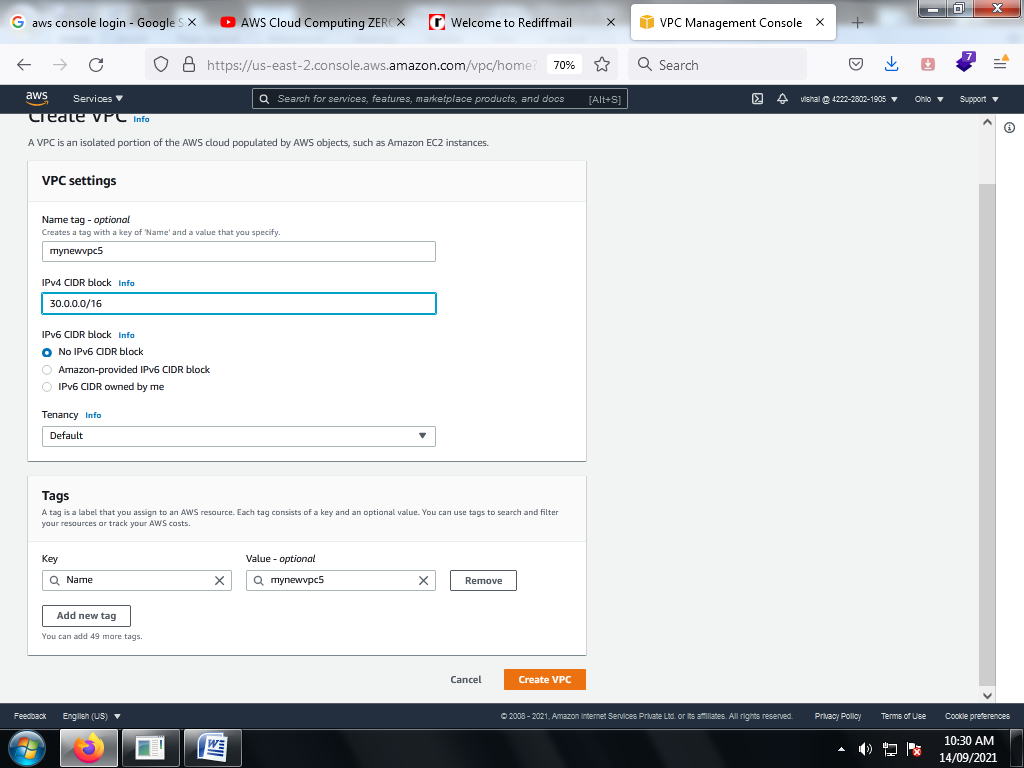 aws console login - Google S
AWS Cloud Computing ZERO
Welcome to Rediffmail
VPC Management Console
https://us-east-2.console.aws.amazon.com/vpc/home?
70%
Search
7
aws
Services
Search for services, features, marketplace products, and docs
[Alt+S]
vishal @ 4222-2802-1905
Ohio
Support
Create VPC Info
A VPC is an isolated portion of the AWS cloud populated by AWS objects, such as Amazon EC2 instances.
VPC settings
Name tag - optional
Creates a tag with a key of 'Name' and a value that you specify.
mynewvpc5
IPv4 CIDR block Info
30.0.0.0/16
IPv6 CIDR block Info
No IPv6 CIDR block
Amazon-provided IPv6 CIDR block
IPv6 CIDR owned by me
Tenancy Info
Default
Tags
A tag is a label that you assign to an AWS resource. Each tag consists of a key and an optional value. You can use tags to search and filter
your resources or track your AWS costs.
Key
Value - optional
Name
mynewvpc5
Remove
Add new tag
You can add 49 more tags.
Cancel
Create VPC
Feedback
English (US)
© 2008 - 2021, Amazon Internet Services Private Ltd. or its affiliates. All rights reserved.
Privacy Policy
Terms of Use
Cookie preferences
10:30 AM
14/09/2021